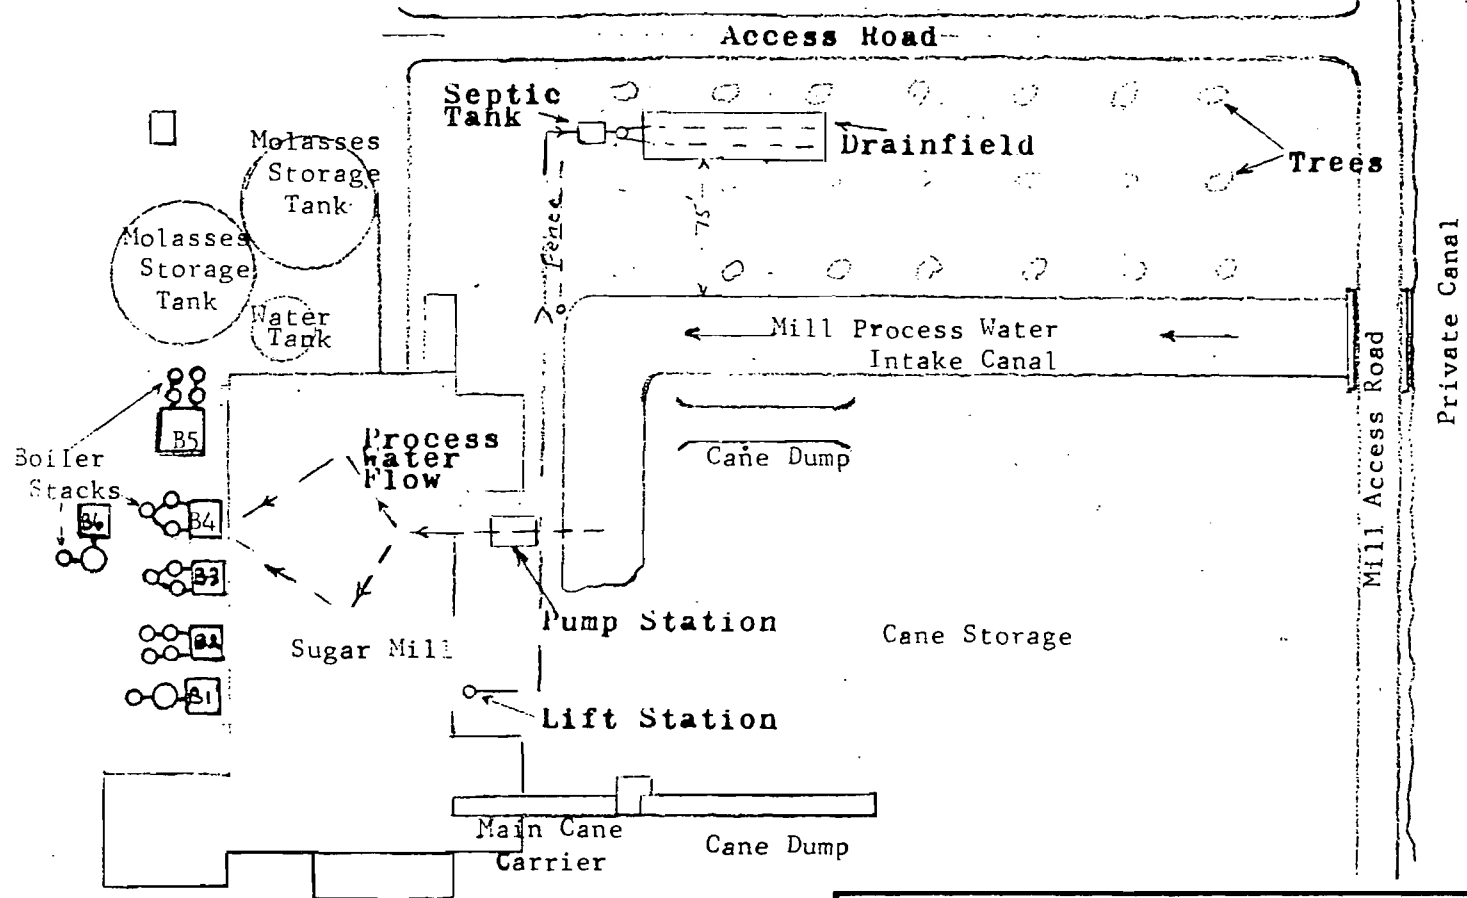 Access Road
Septic
Tank
Drainfield
Trees
Molasses
Storage
Tank
Molasses
Storage
Tank
Water
Tank
Fence
75'
Mill Process Water
Intake Canal
Private Canal
Mill Access Road
Cane Dump
Process
Water
Flow
B5
Boiler
Stacks
B6
B4
B3
B2
B1
Pump Station
Sugar Mill
Cane Storage
Lift Station
Main Cane
Carrier
Cane Dump